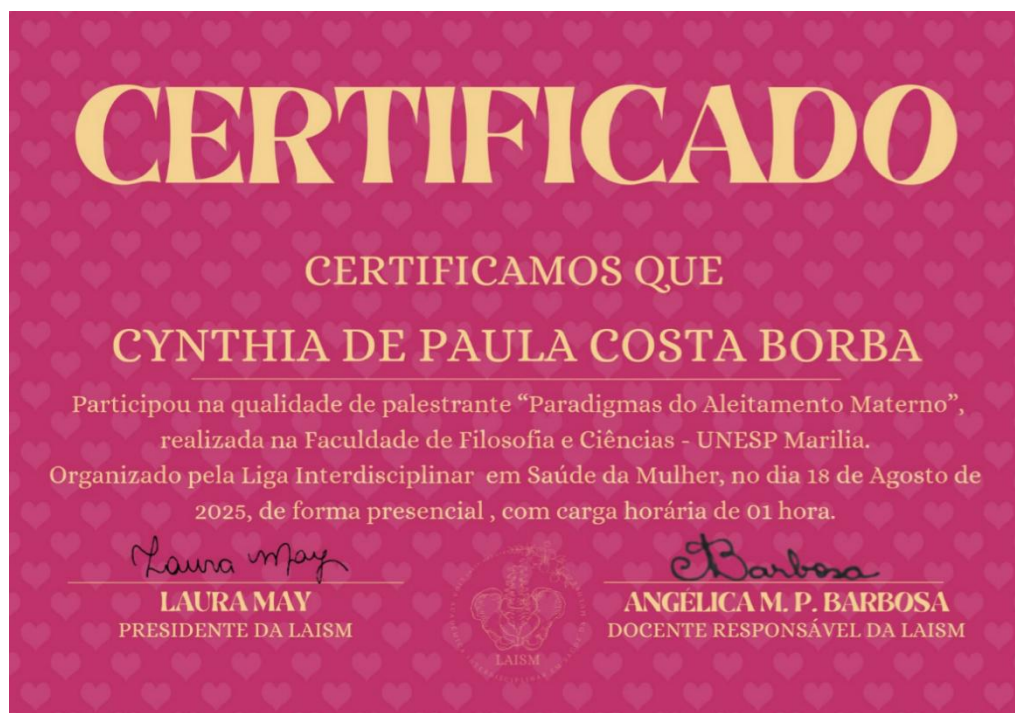 CERTIFICADO
CERTIFICAMOS QUE
CYNTHIA DE PAULA COSTA BORBA
Participou na qualidade de palestrante “Paradigmas do Aleitamento Materno”,
realizada na Faculdade de Filosofia e Ciências - UNESP Marilia.
Organizado pela Liga Interdisciplinar em Saúde da Mulher, no dia 18 de Agosto de
2025, de forma presencial , com carga horária de 01 hora.
Laura May
Barbosa
LAURA MAY
ANGÉLICA M. P. BARBOSA
PRESIDENTE DA LAISM
DOCENTE RESPONSÁVEL DA LAISM
LAISM